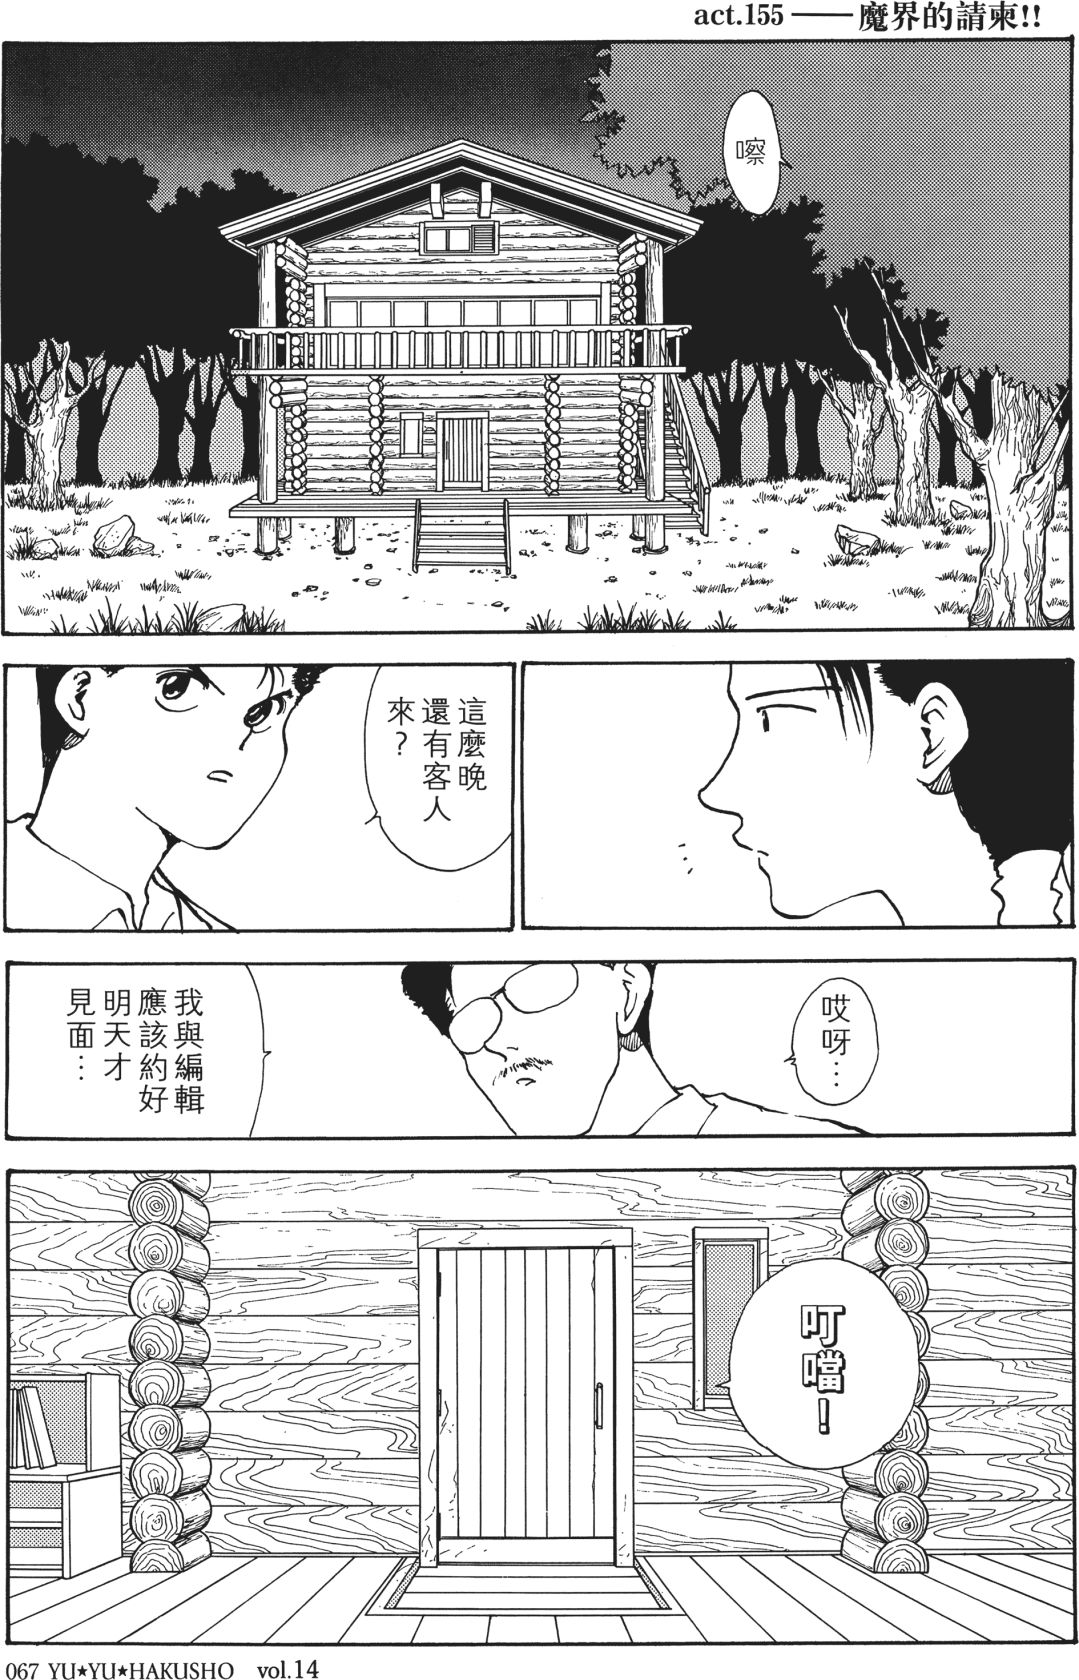 act.155——魔界的請柬!!
嚓
這麼晚
還有客人
來？
哎呀…
我與編輯
應該約好
明天才
見面…
叮噹！
067 YU★YU★HAKUSHO vol.14